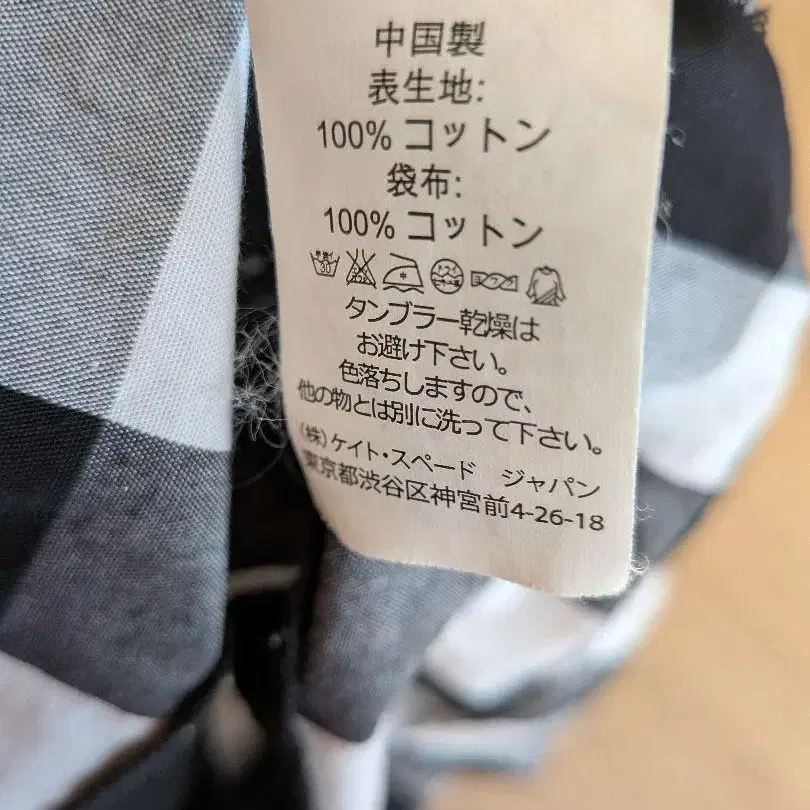 中国製
表生地:
100% コットン
袋布:
100% コットン
30 中
タンブラー乾燥は
お避け下さい。
色落ちしますので、
他の物とは別に洗って下さい。
(株)ケイト・スペード ジャパン
東京都渋谷区神宮前4-26-18